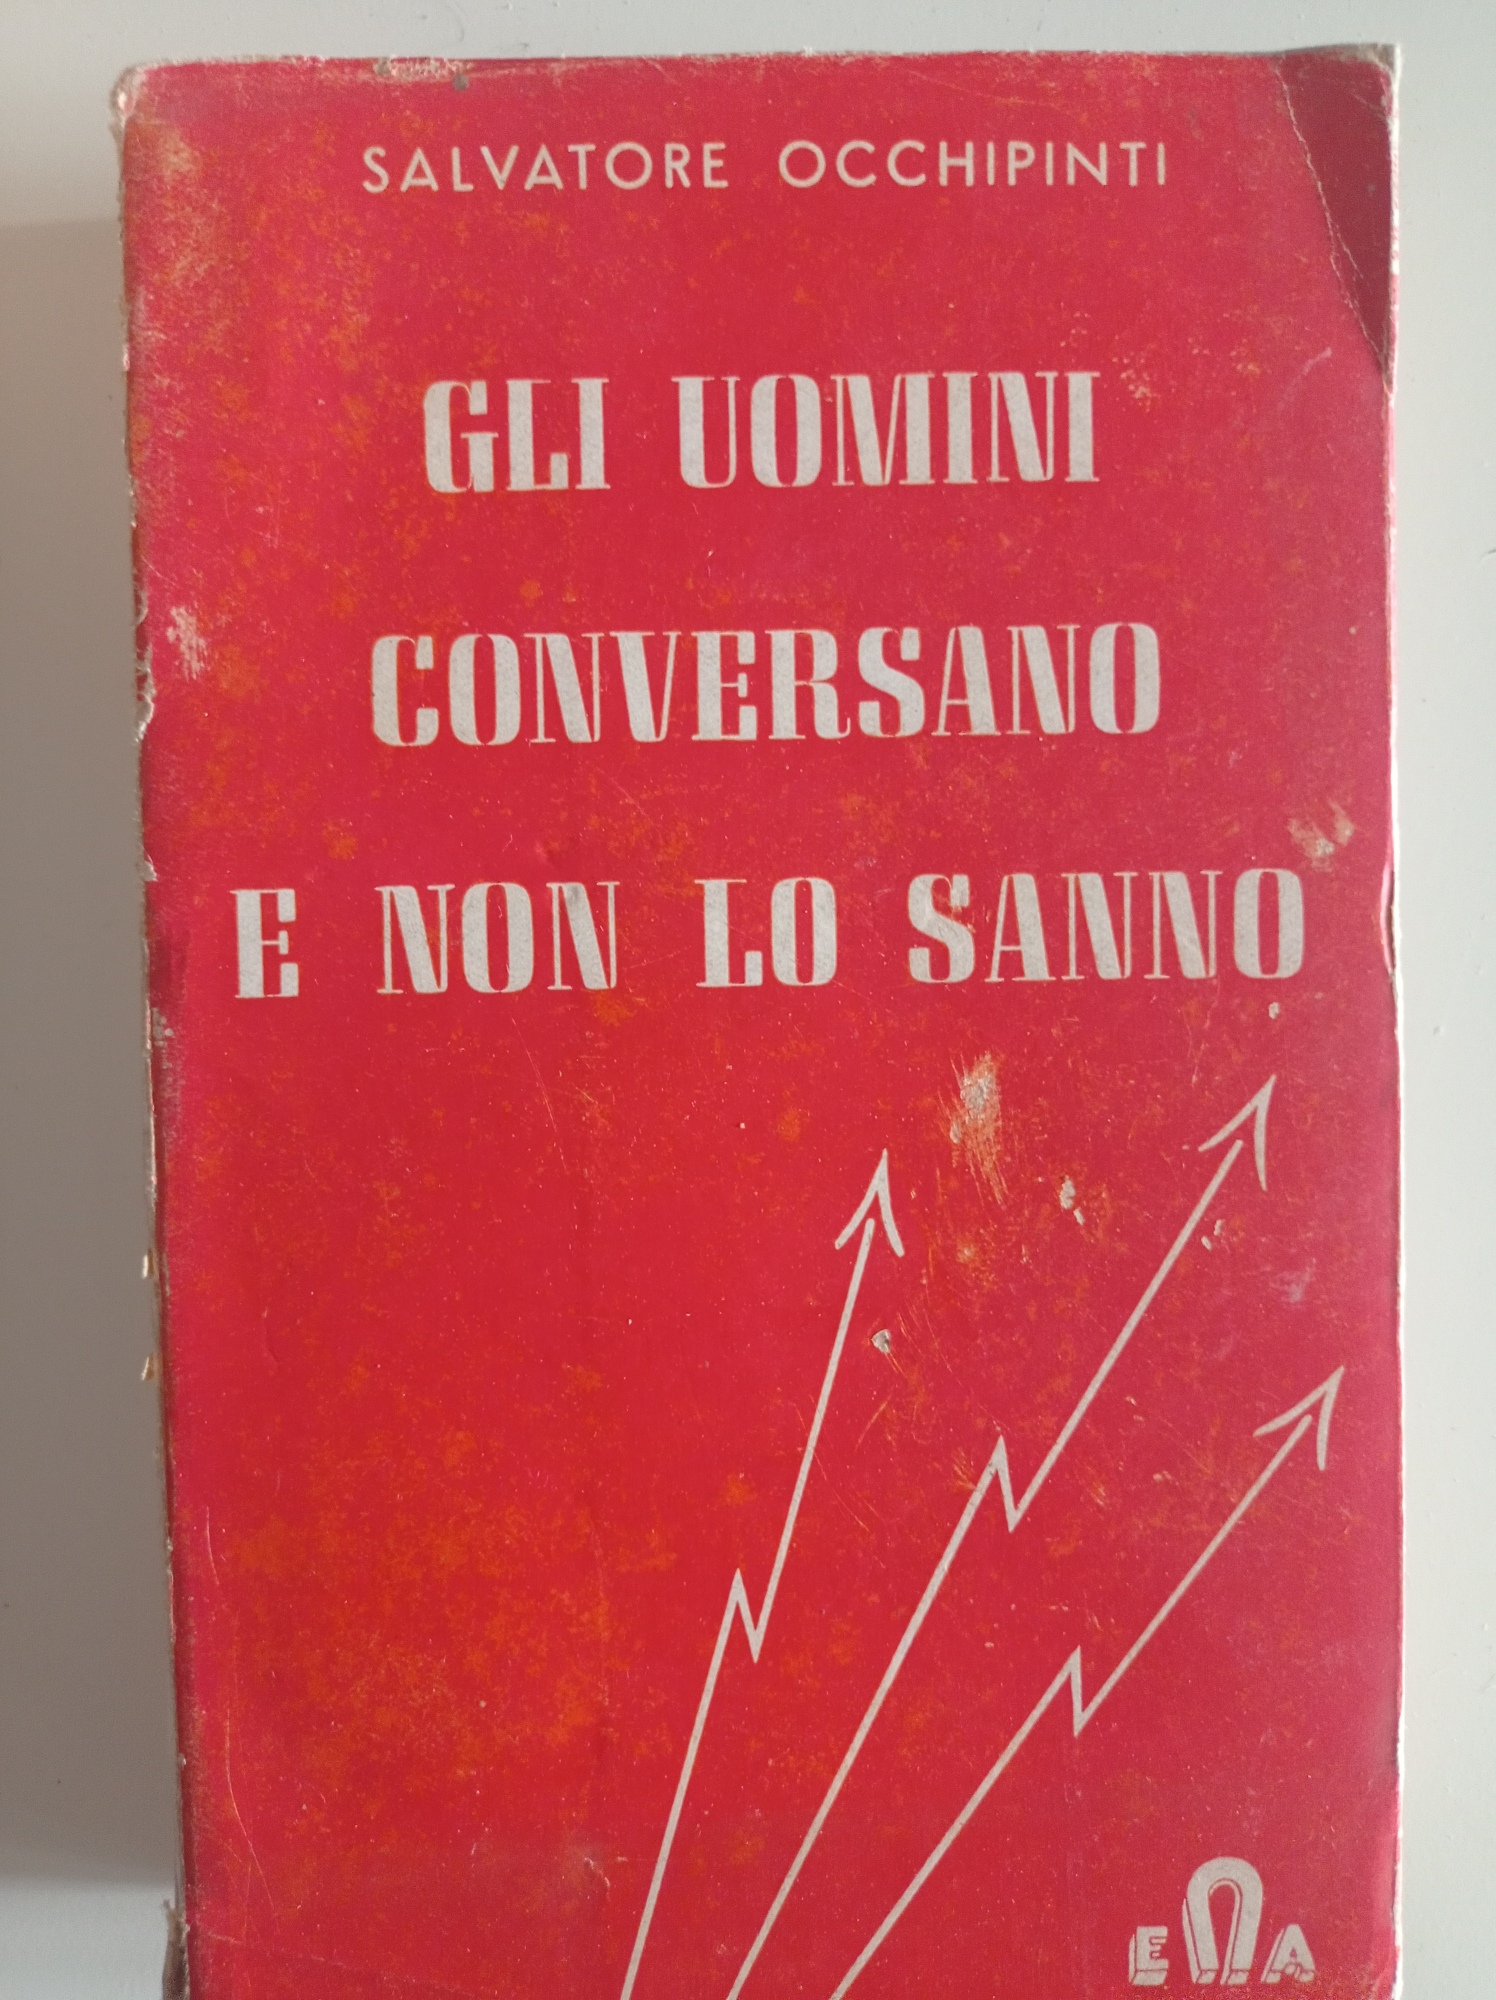 SALVATORE OCCHIPINTI
GLI UOMINI
CONVERSANO
E NON LO SANNO
E Ω A